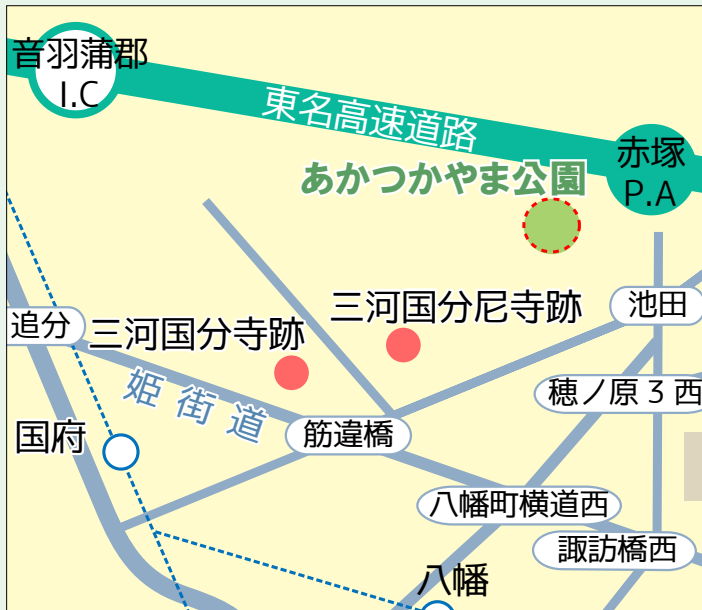 音羽蒲郡
I.C
東名高速道路
赤塚
P.A
あかつかやま公園
三河国分尼寺跡
池田
追分
三河国分寺跡
姫街道
穂ノ原3西
国府
筋違橋
八幡町横道西
諏訪橋西
八幡